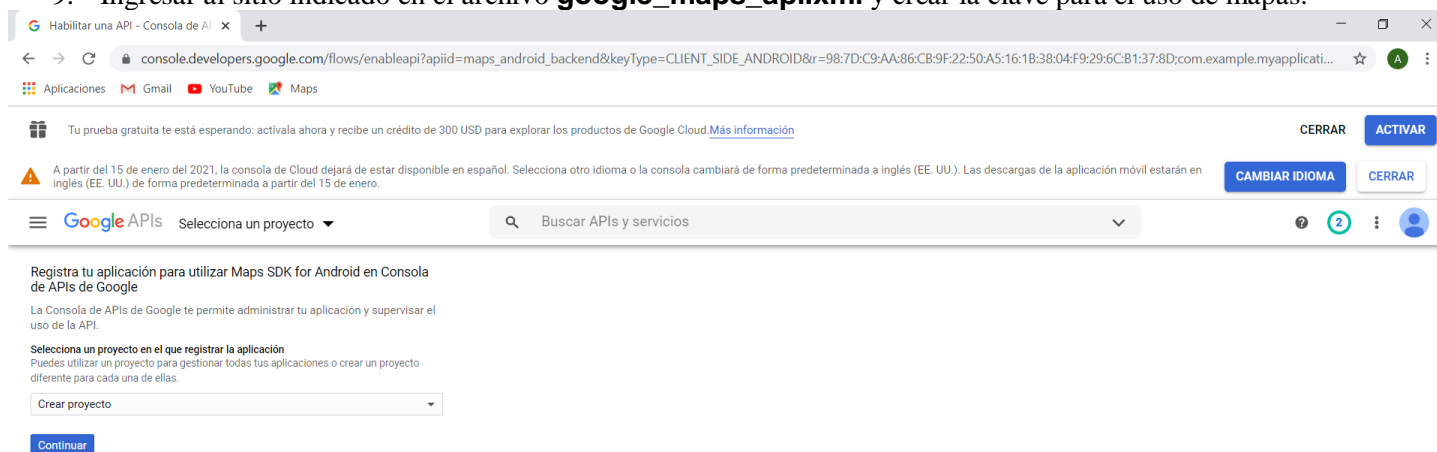 9. Ingresar al sitio indicado en el archivo google_maps_api.xml y crear la clave para el uso de mapas.
Habilitar una API - Consola de AP
console.developers.google.com/flows/enableapi?apiid=maps_android_backend&keyType=CLIENT_SIDE_ANDROID&r=98:7D:C9:AA:86:CB:9F:22:50:A5:16:1B:38:04:F9:29:6C:B1:37:8D;com.example.myapplicati...
A
Aplicaciones Gmail YouTube Maps
Tu prueba gratuita te está esperando: actívala ahora y recibe un crédito de 300 USD para explorar los productos de Google Cloud.Más información
CERRAR ACTIVAR
A partir del 15 de enero del 2021, la consola de Cloud dejará de estar disponible en español. Selecciona otro idioma o la consola cambiará de forma predeterminada a inglés (EE. UU.). Las descargas de la aplicación móvil estarán en
inglés (EE. UU.) de forma predeterminada a partir del 15 de enero.
CAMBIAR IDIOMA CERRAR
Google APIs Selecciona un proyecto Buscar APIs y servicios 2
Registra tu aplicación para utilizar Maps SDK for Android en Consola
de APIs de Google
La Consola de APIs de Google te permite administrar tu aplicación y supervisar el
uso de la API.
Selecciona un proyecto en el que registrar la aplicación
Puedes utilizar un proyecto para gestionar todas tus aplicaciones o crear un proyecto
diferente para cada una de ellas.
Crear proyecto
Continuar